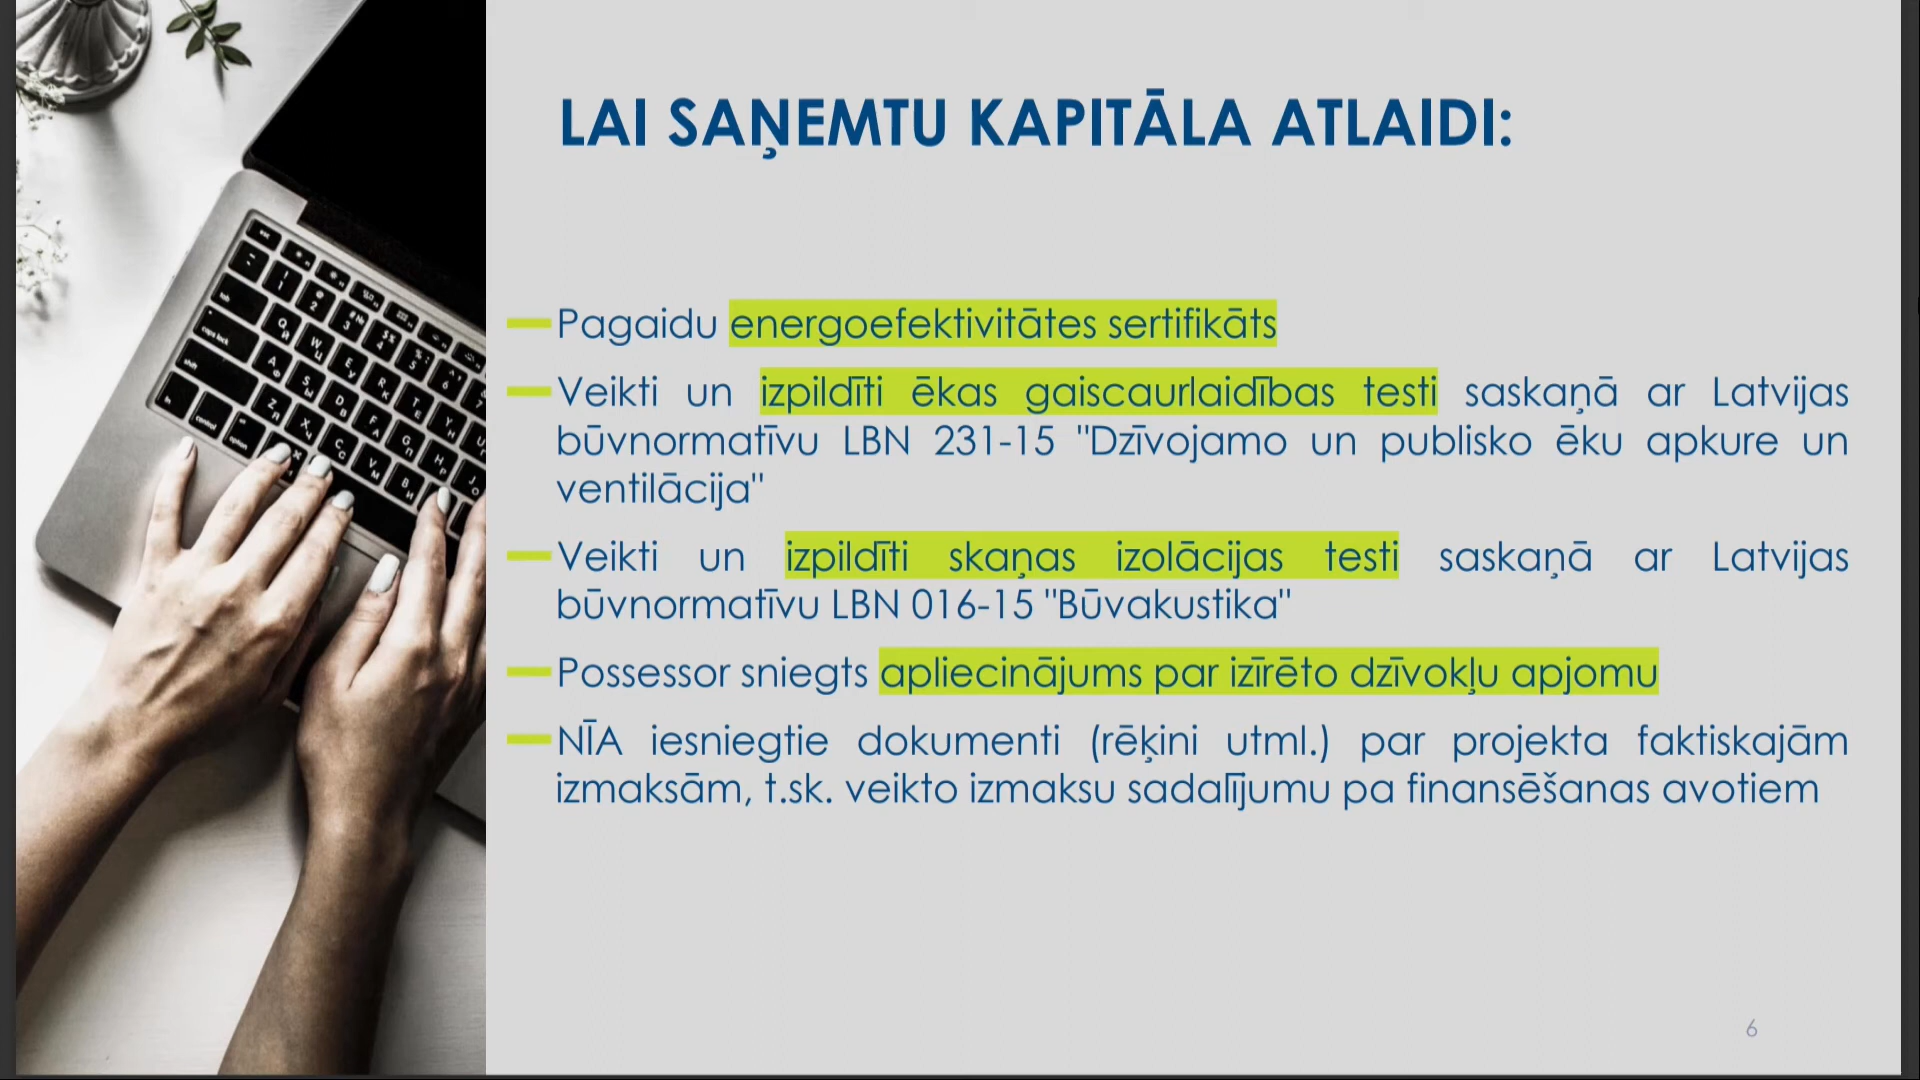 LAI SAŅEMTU KAPITĀLA ATLAIDI:
Pagaidu energoefektivitātes sertifikāts
Veikti un izpildīti ēkas gaiscaurlaidības testi saskaņā ar Latvijas
būvnormatīvu LBN 231-15 "Dzīvojamo un publisko ēku apkure un
ventilācija"
Veikti un izpildīti skaņas izolācijas testi saskaņā ar Latvijas
būvnormatīvu LBN 016-15 "Būvakustika"
Possessor sniegts apliecinājums par izīrēto dzīvokļu apjomu
NĪA iesniegtie dokumenti (rēķini utml.) par projekta faktiskajām
izmaksām, t.sk. veikto izmaksu sadalījumu pa finansēšanas avotiem
6